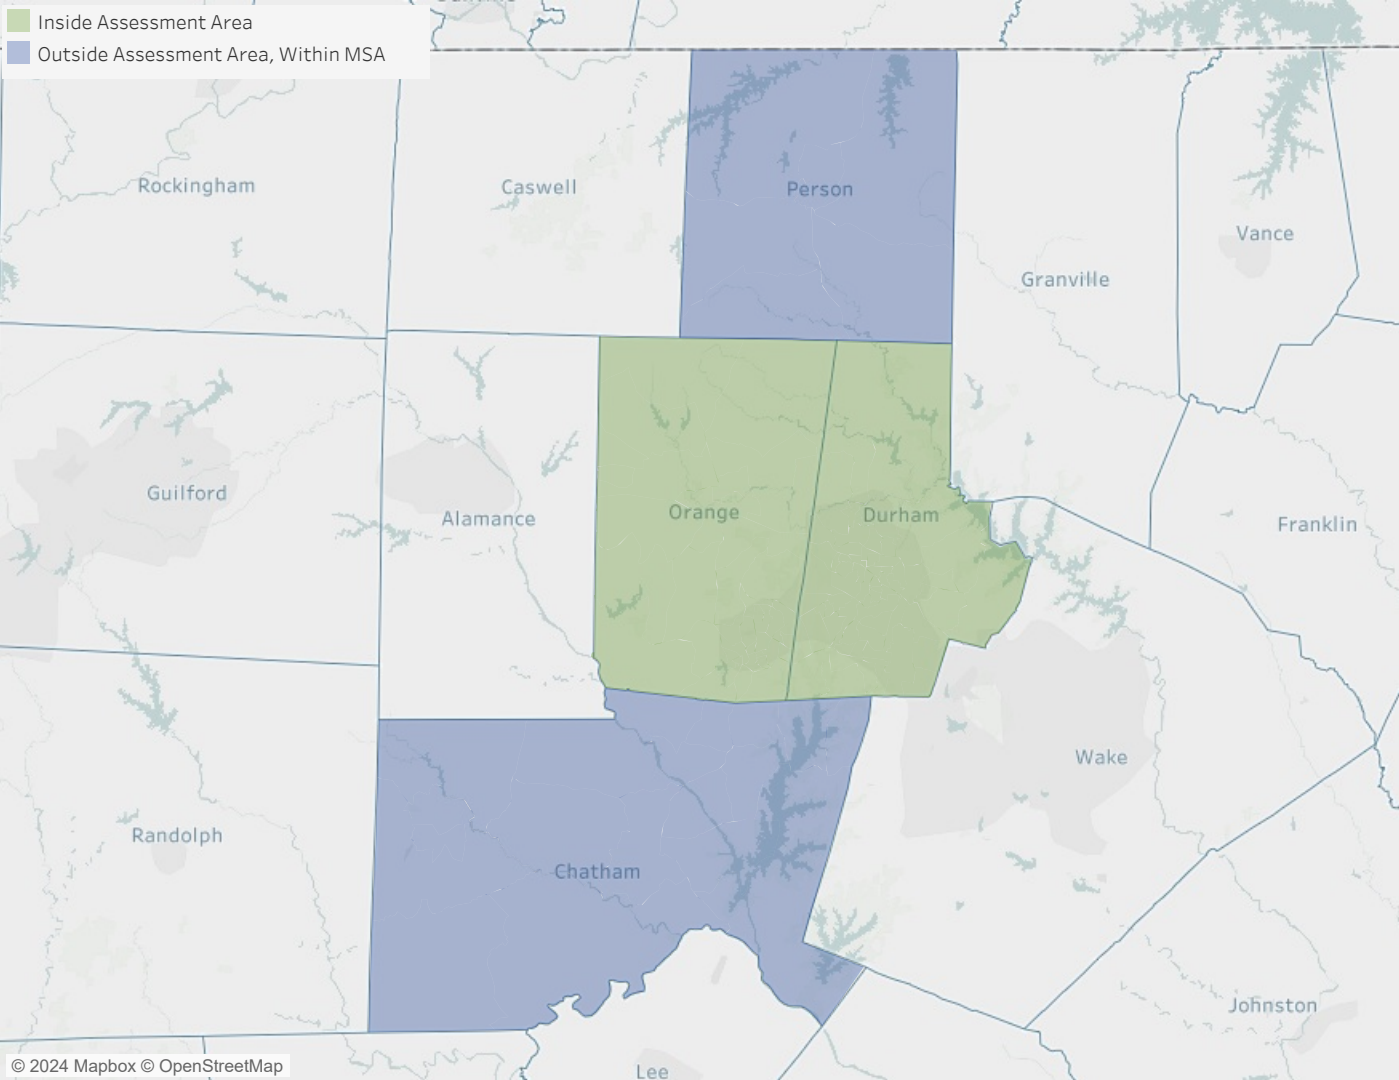 Inside Assessment Area
Outside Assessment Area, Within MSA
Rockingham
Caswell
Person
Vance
Granville
Guilford
Alamance
Orange
Durham
Franklin
Wake
Randolph
Chatham
Johnston
Lee
© 2024 Mapbox © OpenStreetMap